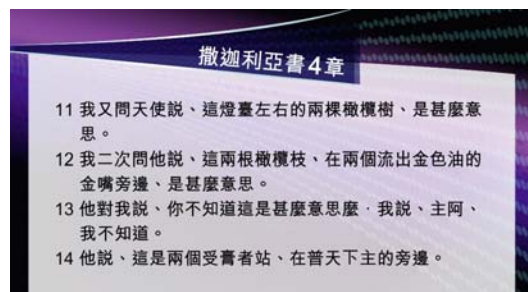 撒迦利亞書4章
11 我又問天使說、這燈臺左右的兩棵橄欖樹、是甚麼意
思。
12 我二次問他說、這兩根橄欖枝、在兩個流出金色油的
金嘴旁邊、是甚麼意思。
13 他對我說、你不知道這是甚麼意思麼．我說、主阿、
我不知道。
14 他說、這是兩個受膏者站、在普天下主的旁邊。